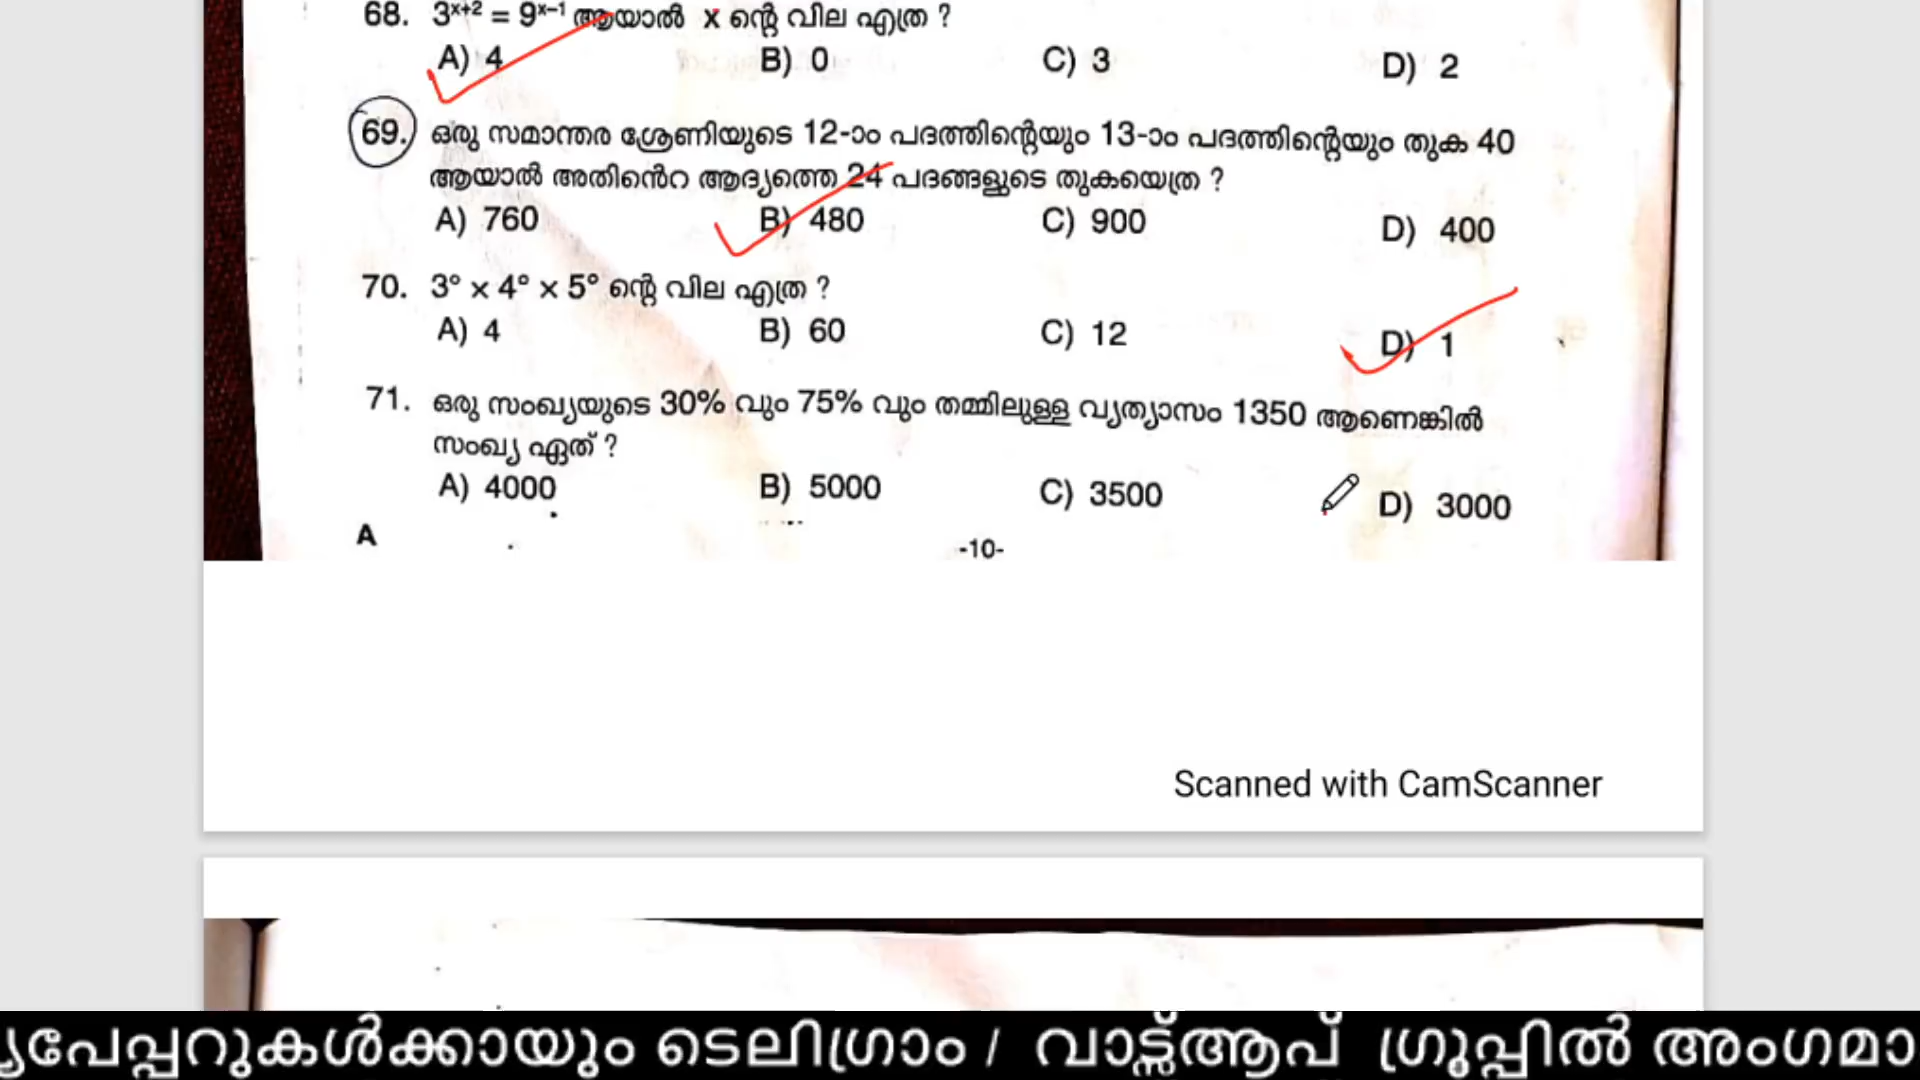 68. 3ˣ⁺² = 9ˣ⁻¹ ആയാൽ x ന്റെ വില എത്ര ?
A) 4 B) 0 C) 3 D) 2
69. ഒരു സമാന്തര ശ്രേണിയുടെ 12-ാം പദത്തിന്റെയും 13-ാം പദത്തിന്റെയും തുക 40
ആയാൽ അതിൻെറ ആദ്യത്തെ 24 പദങ്ങളുടെ തുകയെത്ര ?
A) 760 B) 480 C) 900 D) 400
70. 3° x 4° x 5° ന്റെ വില എത്ര ?
A) 4 B) 60 C) 12 D) 1
71. ഒരു സംഖ്യയുടെ 30% വും 75% വും തമ്മിലുള്ള വ്യത്യാസം 1350 ആണെങ്കിൽ
സംഖ്യ ഏത് ?
A) 4000 B) 5000 C) 3500 D) 3000
A -10-
Scanned with CamScanner
്യപേപ്പറുകൾക്കായും ടെലിഗ്രാം / വാട്ട്സ്ആപ് ഗ്രൂപ്പിൽ അംഗമാ